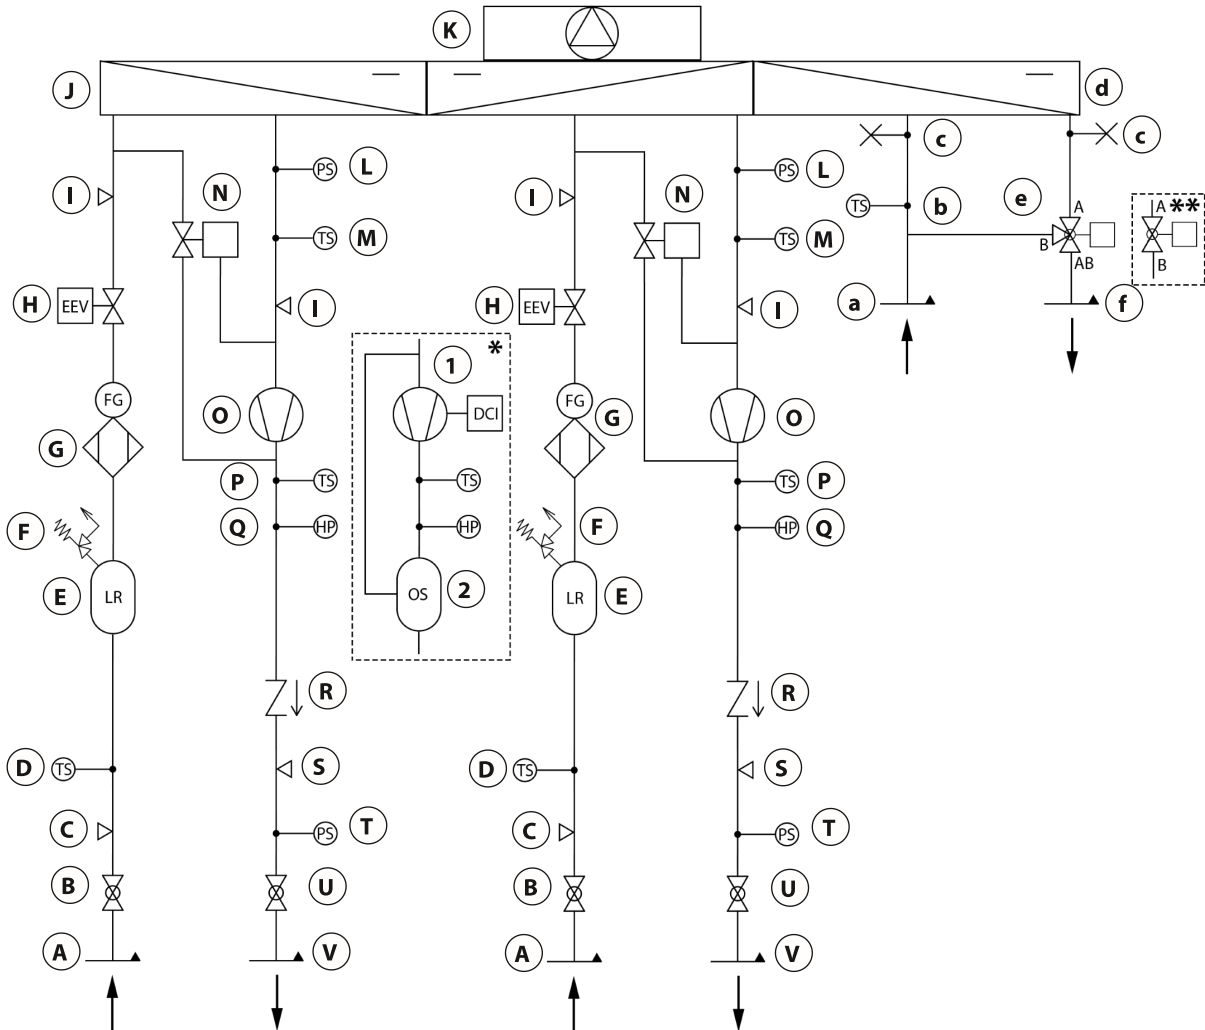 K
J
d
c
c
I
N
L
I
N
L
e
A
A **
M
M
TS
b
B
AB
B
PS
TS
PS
TS
H
EEV
I
H
EEV
I
a
f
*
1
FG
O
DCI
FG
G
O
G
P
TS
TS
TS
P
F
Q
HP
HP
F
HP
Q
E
LR
OS
2
LR
E
R
R
D
TS
S
D
TS
S
C
PS
T
C
PS
T
B
U
B
U
A
V
A
V